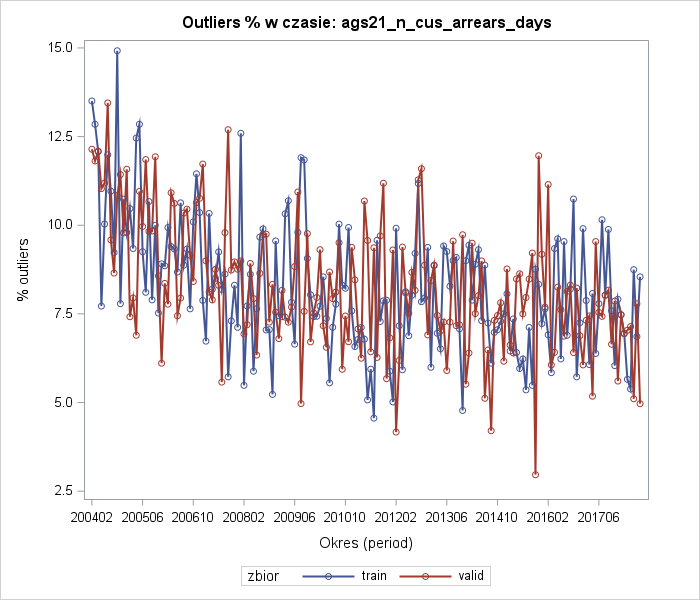 Outliers % w czasie: ags21_n_cus_arrears_days
15.0
12.5
10.0
7.5
5.0
2.5
% outliers
200402 200506 200610 200802 200906 201010 201202 201306 201410 201602 201706
Okres (period)
zbior train valid